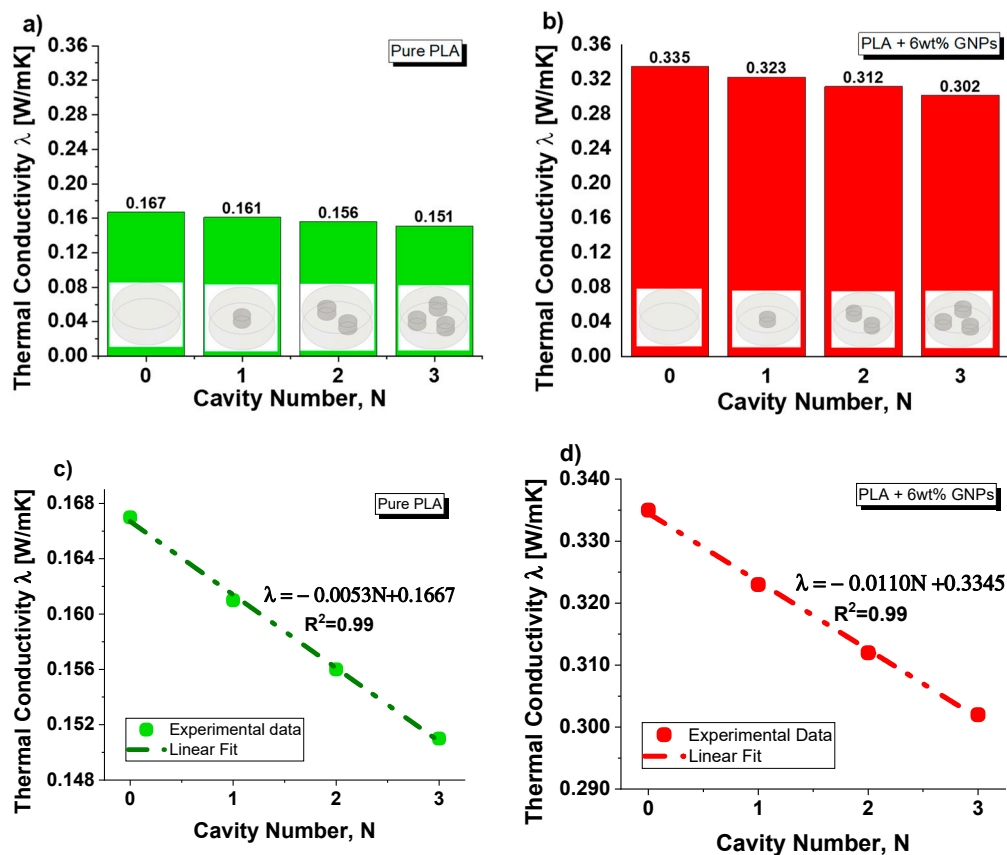 a)
Pure PLA
Thermal Conductivity λ [W/mK]
0.36
0.32
0.28
0.24
0.20
0.16
0.12
0.08
0.04
0.00
0.167
0.161
0.156
0.151
0 1 2 3
Cavity Number, N
b)
PLA + 6wt% GNPs
Thermal Conductivity λ [W/mK]
0.36
0.32
0.28
0.24
0.20
0.16
0.12
0.08
0.04
0.00
0.335
0.323
0.312
0.302
0 1 2 3
Cavity Number, N
c)
Pure PLA
Thermal Conductivity λ [W/mK]
0.168
0.164
0.160
0.156
0.152
0.148
λ = − 0.0053N+0.1667
R²=0.99
Experimental data
Linear Fit
0 1 2 3
Cavity Number, N
d)
PLA + 6wt% GNPs
Thermal Conductivity λ [W/mK]
0.340
0.330
0.320
0.310
0.300
0.290
λ = − 0.0110N +0.3345
R²=0.99
Experimental Data
Linear Fit
0 1 2 3
Cavity Number, N